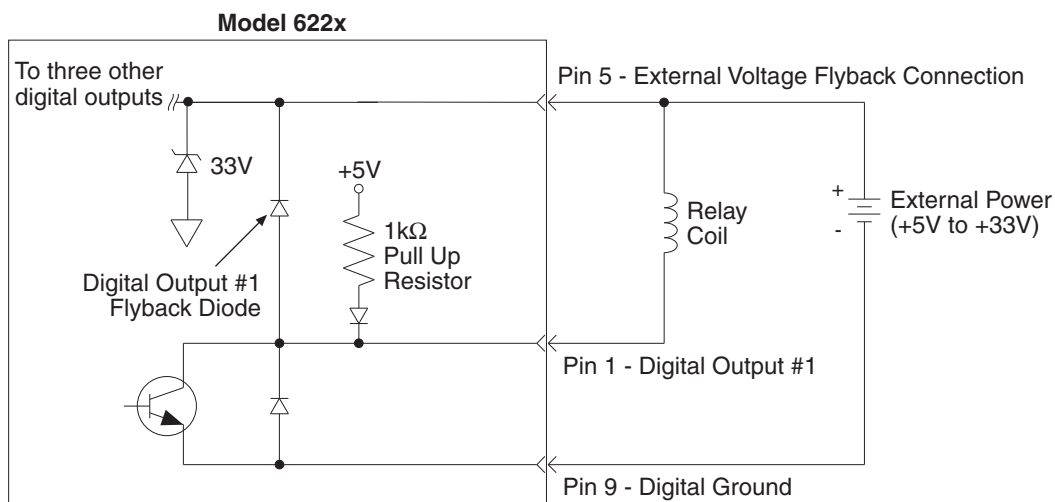 Model 622x
To three other
digital outputs
Pin 5 - External Voltage Flyback Connection
33V
+5V
1kΩ
Pull Up
Resistor
Digital Output #1
Flyback Diode
Relay
Coil
+
-
External Power
(+5V to +33V)
Pin 1 - Digital Output #1
Pin 9 - Digital Ground